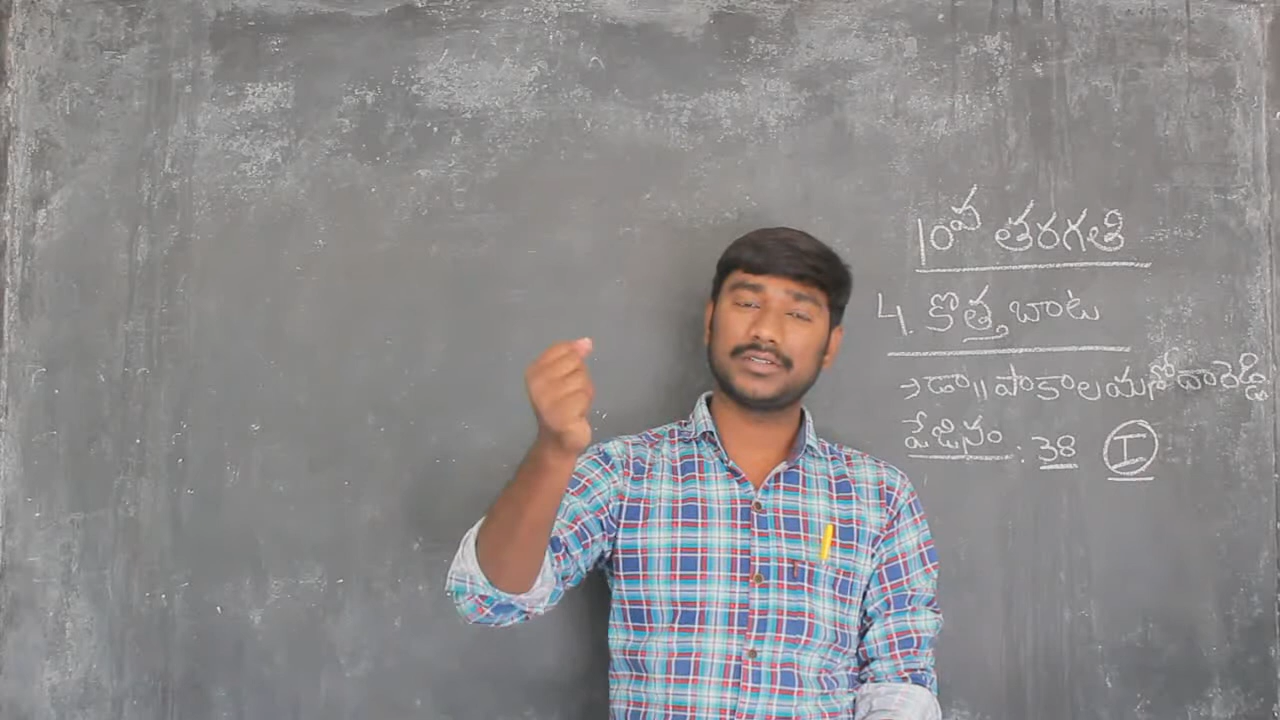 10వ తరగతి
4. కొత్త బాట
→ డా॥ పాకాల యశోదారెడ్డి
పేజినం. 38 I